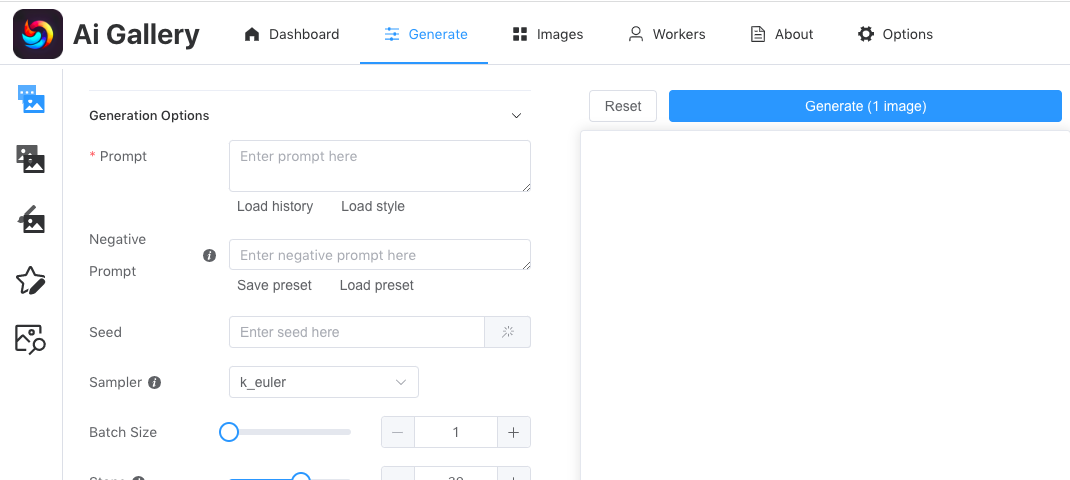 Ai Gallery Dashboard Generate Images Workers About Options
Generation Options
Reset Generate (1 image)
* Prompt Enter prompt here
Load history Load style
Negative
Prompt
Enter negative prompt here
Save preset Load preset
Seed Enter seed here
Sampler k_euler
Batch Size 1